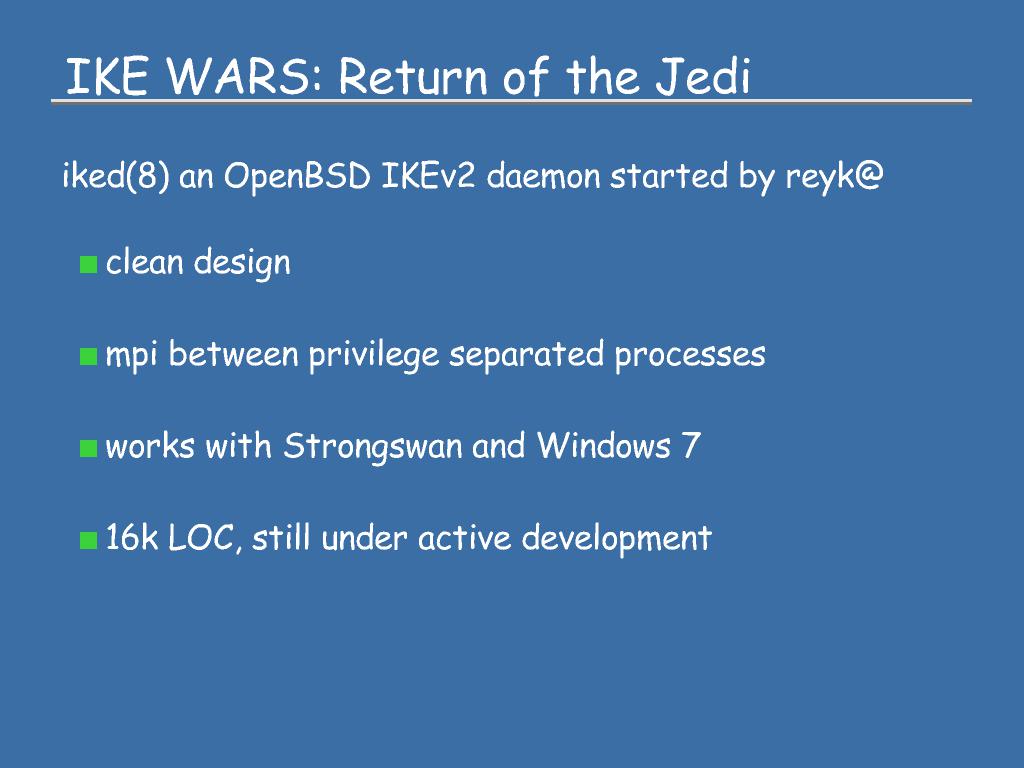 IKE WARS: Return of the Jedi
iked(8) an OpenBSD IKEv2 daemon started by reyk@
clean design
mpi between privilege separated processes
works with Strongswan and Windows 7
16k LOC, still under active development